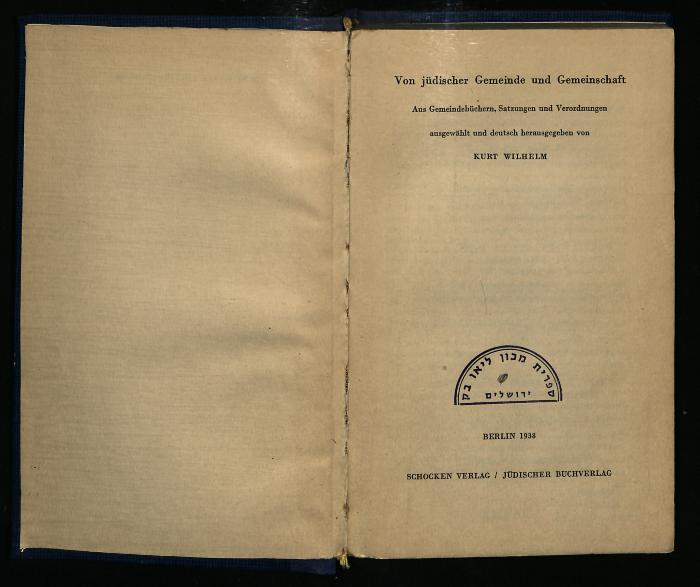 Von jüdischer Gemeinde und Gemeinschaft
Aus Gemeindebüchern, Satzungen und Verordnungen
ausgewählt und deutsch herausgegeben von
KURT WILHELM
ספרית מכון ליאו בק
ירושלים
BERLIN 1938
SCHOCKEN VERLAG / JÜDISCHER BUCHVERLAG